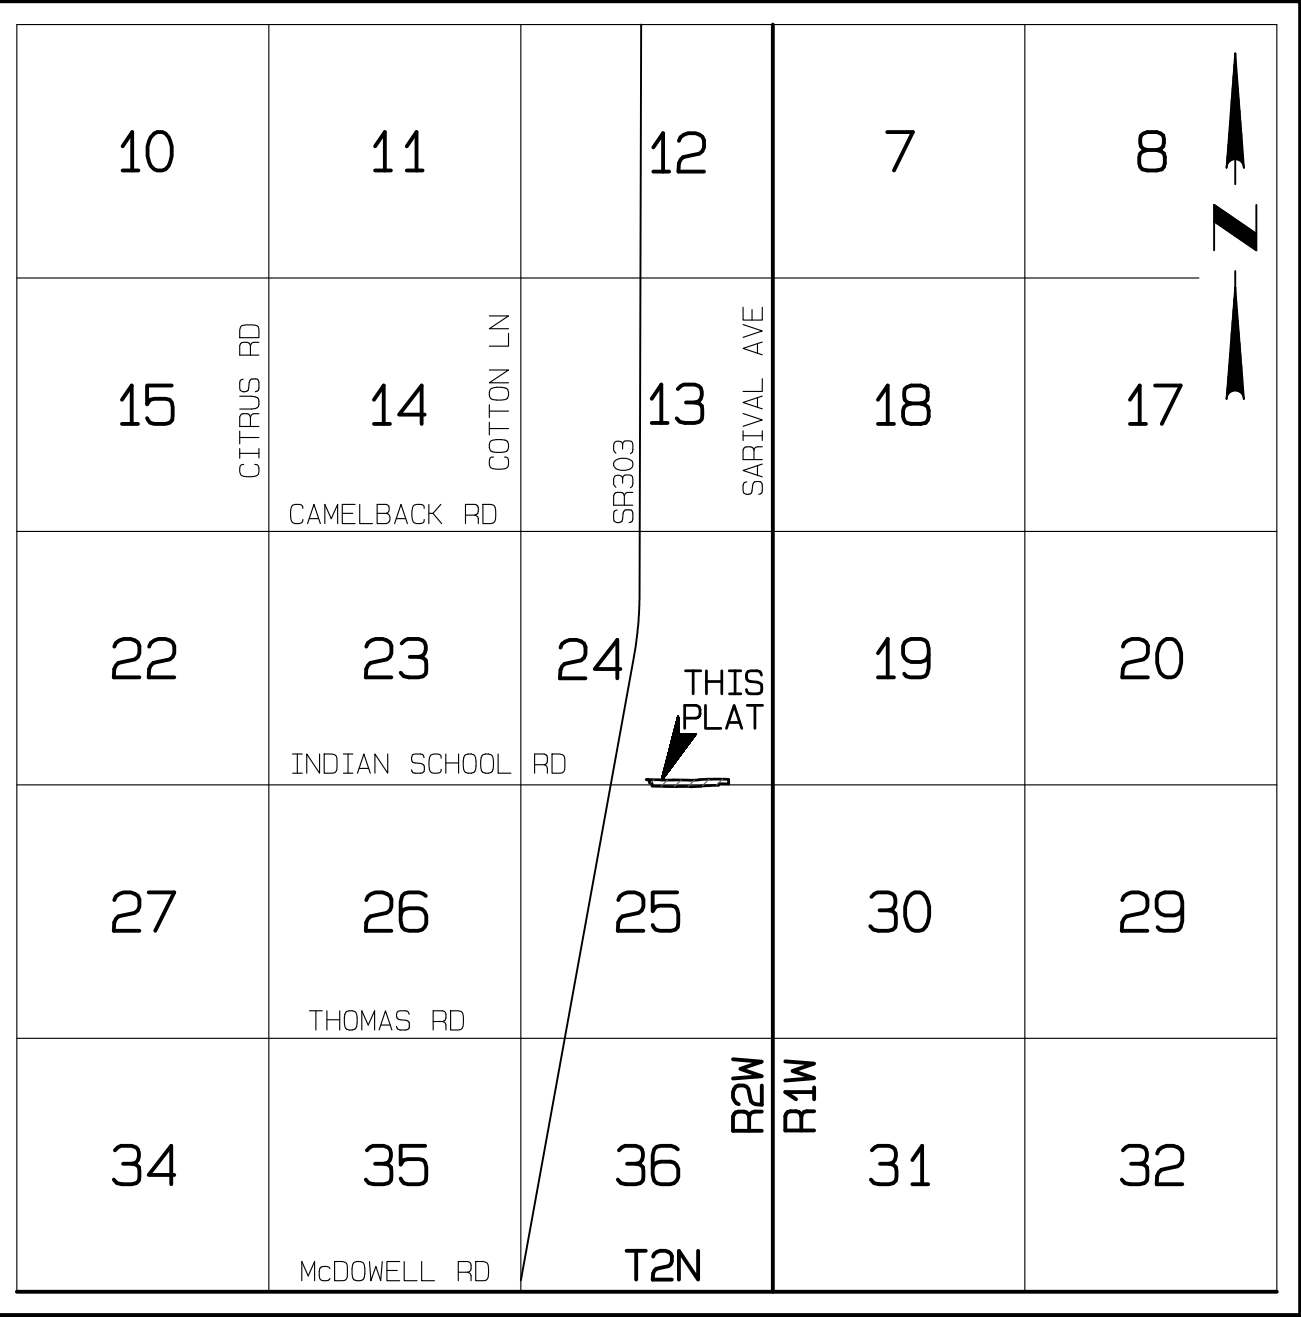 10 11 12 7 8
N
CITRUS RD
COTTON LN
SARIVAL AVE
15 14 13 18 17
SR303
CAMELBACK RD
22 23 24 19 20
THIS
PLAT
INDIAN SCHOOL RD
27 26 25 30 29
THOMAS RD
R2W
R1W
34 35 36 31 32
McDOWELL RD
T2N